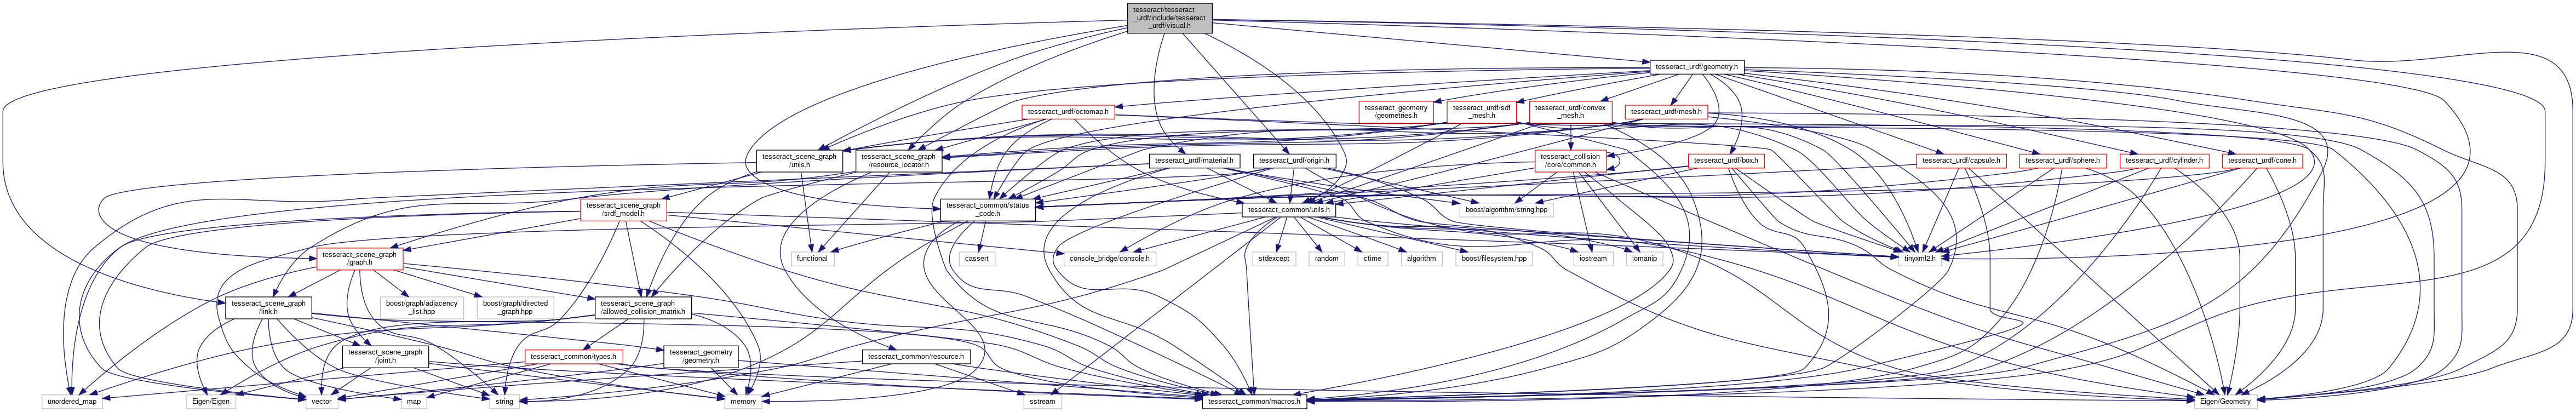 tesseract/tesseract
_urdf/include/tesseract
_urdf/visual.h
tesseract_urdf/geometry.h
tesseract_urdf/octomap.h
tesseract_geometry
/geometries.h
tesseract_urdf/sdf
_mesh.h
tesseract_urdf/convex
_mesh.h
tesseract_urdf/mesh.h
tesseract_scene_graph
/utils.h
tesseract_scene_graph
/resource_locator.h
tesseract_urdf/material.h
tesseract_urdf/origin.h
tesseract_collision
/core/common.h
tesseract_urdf/box.h
tesseract_urdf/capsule.h
tesseract_urdf/sphere.h
tesseract_urdf/cylinder.h
tesseract_urdf/cone.h
tesseract_scene_graph
/srdf_model.h
tesseract_common/status
_code.h
tesseract_common/utils.h
boost/algorithm/string.hpp
tesseract_scene_graph
/graph.h
functional
cassert
console_bridge/console.h
stdexcept
random
ctime
algorithm
boost/filesystem.hpp
iostream
iomanip
tinyxml2.h
tesseract_scene_graph
/link.h
boost/graph/adjacency
_list.hpp
boost/graph/directed
_graph.hpp
tesseract_scene_graph
/allowed_collision_matrix.h
tesseract_scene_graph
/joint.h
tesseract_common/types.h
tesseract_geometry
/geometry.h
tesseract_common/resource.h
unordered_map
Eigen/Eigen
vector
map
string
memory
sstream
tesseract_common/macros.h
Eigen/Geometry